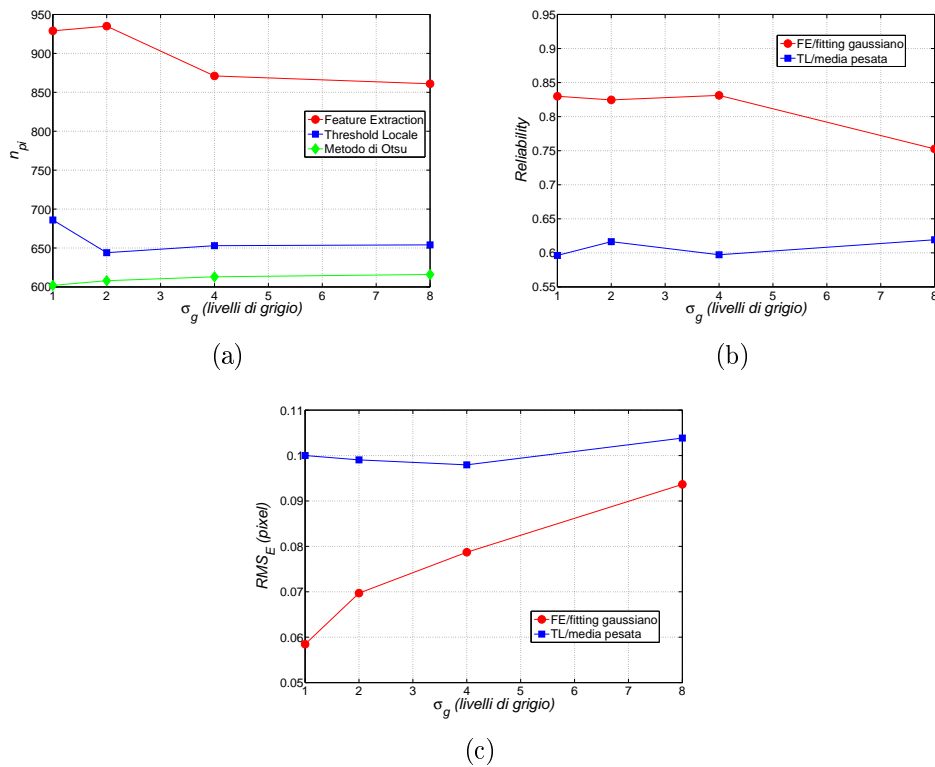 950
900
850
800
750
700
650
600
n_pi
Feature Extraction
Threshold Locale
Metodo di Otsu
1 2 3 4 5 6 7 8
σ_g (livelli di grigio)
(a)
0.95
0.9
0.85
0.8
0.75
0.7
0.65
0.6
0.55
Reliability
FE/fitting gaussiano
TL/media pesata
1 2 3 4 5 6 7 8
σ_g (livelli di grigio)
(b)
0.11
0.1
0.09
0.08
0.07
0.06
0.05
RMS_E (pixel)
FE/fitting gaussiano
TL/media pesata
1 2 3 4 5 6 7 8
σ_g (livelli di grigio)
(c)